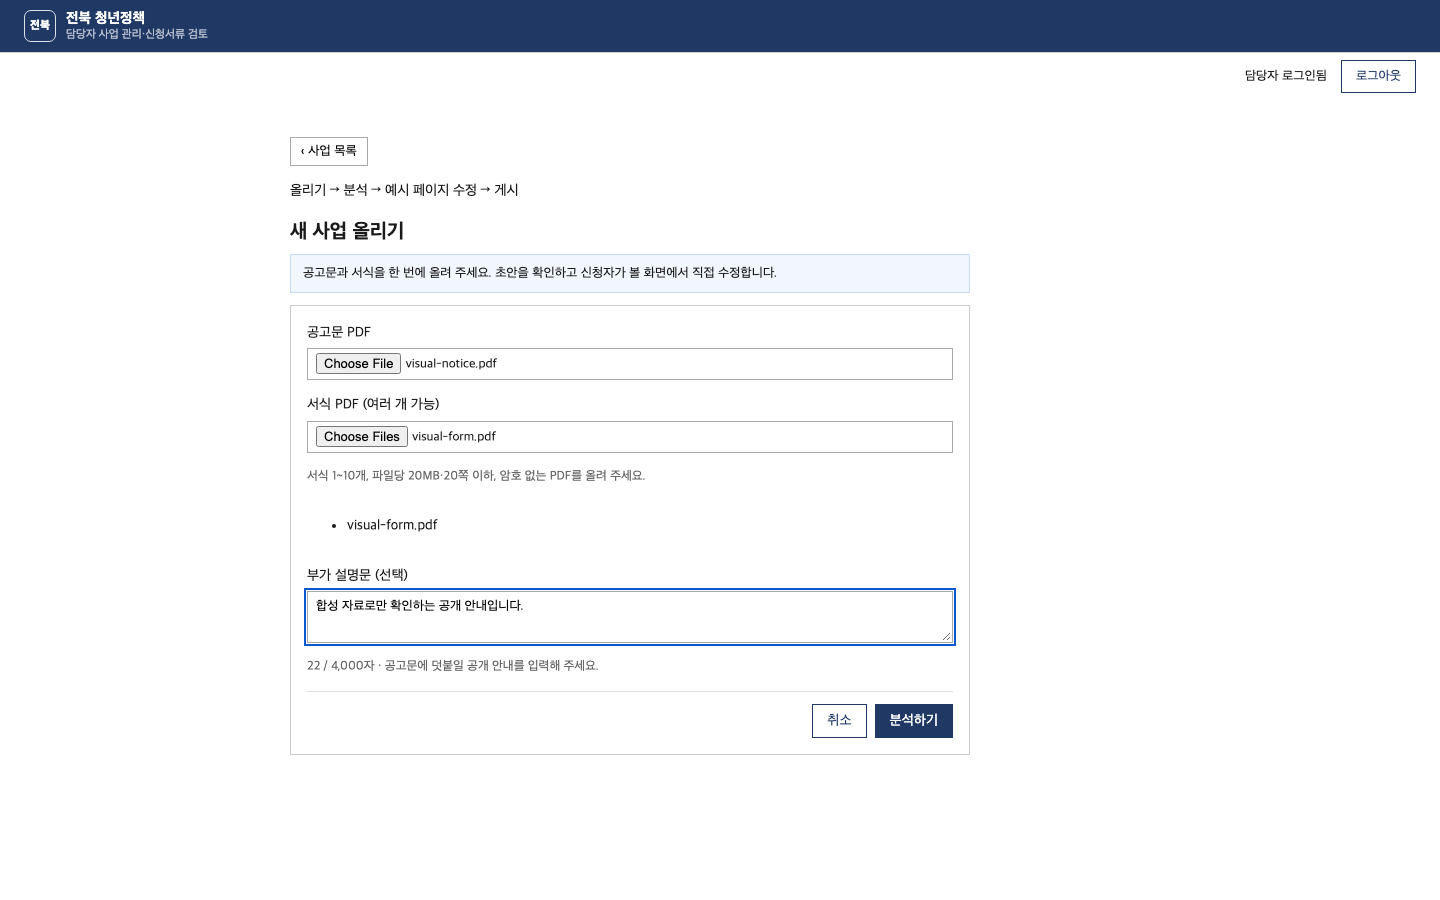 전북
전북 청년정책
담당자 사업 관리·신청서류 검토
담당자 로그인됨
로그아웃
‹ 사업 목록
올리기 → 분석 → 예시 페이지 수정 → 게시
새 사업 올리기
공고문과 서식을 한 번에 올려 주세요. 초안을 확인하고 신청자가 볼 화면에서 직접 수정합니다.
공고문 PDF
Choose File visual-notice.pdf
서식 PDF (여러 개 가능)
Choose Files visual-form.pdf
서식 1~10개, 파일당 20MB·20쪽 이하, 암호 없는 PDF를 올려 주세요.
• visual-form.pdf
부가 설명문 (선택)
합성 자료로만 확인하는 공개 안내입니다.
22 / 4,000자 · 공고문에 덧붙일 공개 안내를 입력해 주세요.
취소
분석하기